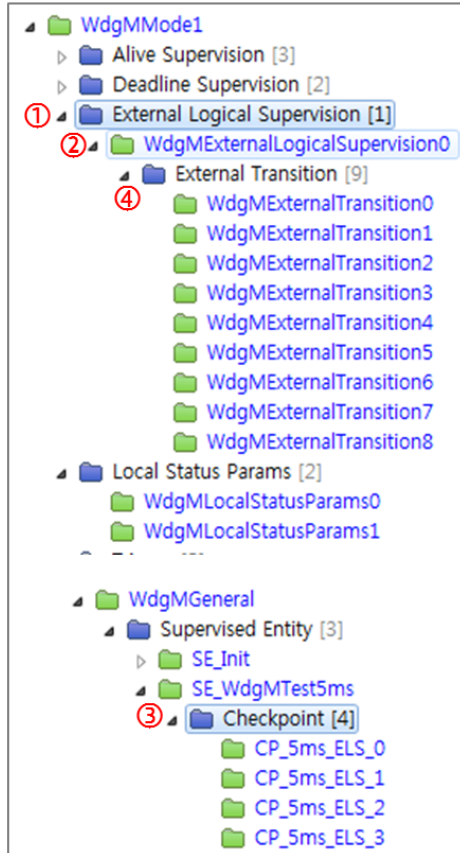 WdgMMode1
Alive Supervision [3]
Deadline Supervision [2]
① External Logical Supervision [1]
② WdgMExternalLogicalSupervision0
External Transition [9]
④ WdgMExternalTransition0
WdgMExternalTransition1
WdgMExternalTransition2
WdgMExternalTransition3
WdgMExternalTransition4
WdgMExternalTransition5
WdgMExternalTransition6
WdgMExternalTransition7
WdgMExternalTransition8
Local Status Params [2]
WdgMLocalStatusParams0
WdgMLocalStatusParams1
WdgMGeneral
Supervised Entity [3]
SE_Init
SE_WdgMTest5ms
③ Checkpoint [4]
CP_5ms_ELS_0
CP_5ms_ELS_1
CP_5ms_ELS_2
CP_5ms_ELS_3